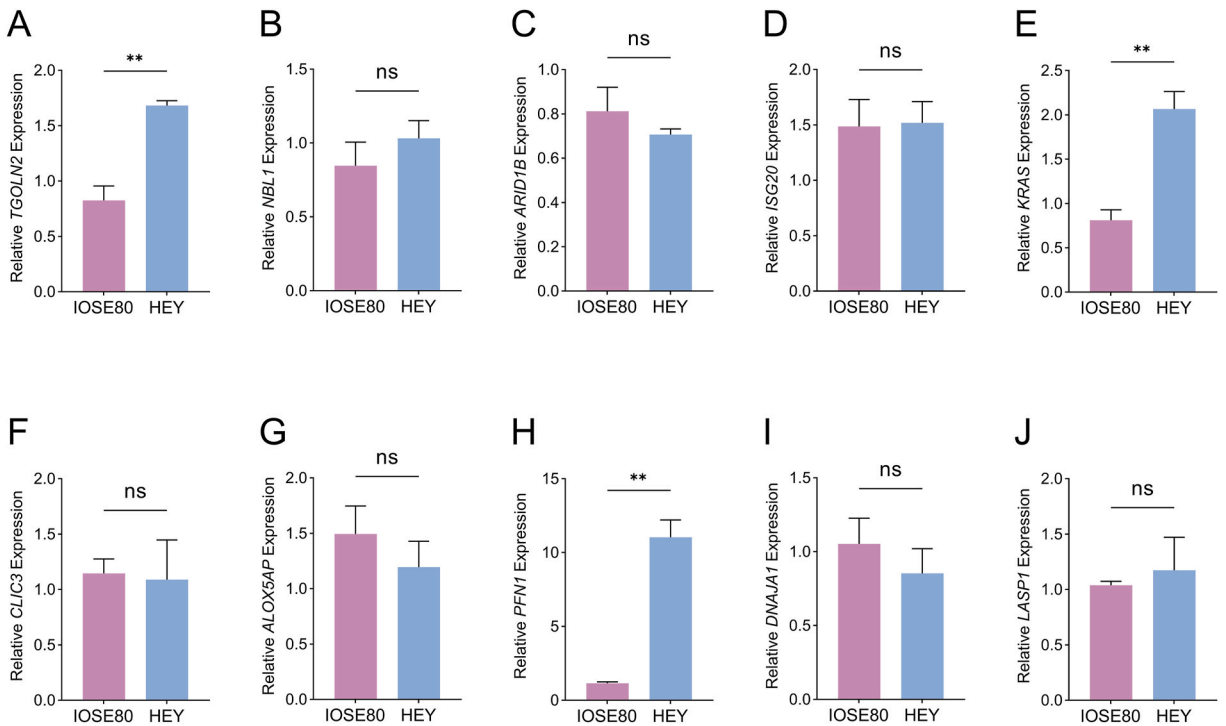 A
Relative TGOLN2 Expression
**
2.0
1.5
1.0
0.5
0.0
IOSE80 HEY
B
Relative NBL1 Expression
ns
1.5
1.0
0.5
0.0
IOSE80 HEY
C
Relative ARID1B Expression
ns
1.0
0.8
0.6
0.4
0.2
0.0
IOSE80 HEY
D
Relative ISG20 Expression
ns
2.0
1.5
1.0
0.5
0.0
IOSE80 HEY
E
Relative KRAS Expression
**
2.5
2.0
1.5
1.0
0.5
0.0
IOSE80 HEY
F
Relative CLIC3 Expression
ns
2.0
1.5
1.0
0.5
0.0
IOSE80 HEY
G
Relative ALOX5AP Expression
ns
2.0
1.5
1.0
0.5
0.0
IOSE80 HEY
H
Relative PFN1 Expression
**
15
10
5
0
IOSE80 HEY
I
Relative DNAJA1 Expression
ns
1.5
1.0
0.5
0.0
IOSE80 HEY
J
Relative LASP1 Expression
ns
2.0
1.5
1.0
0.5
0.0
IOSE80 HEY